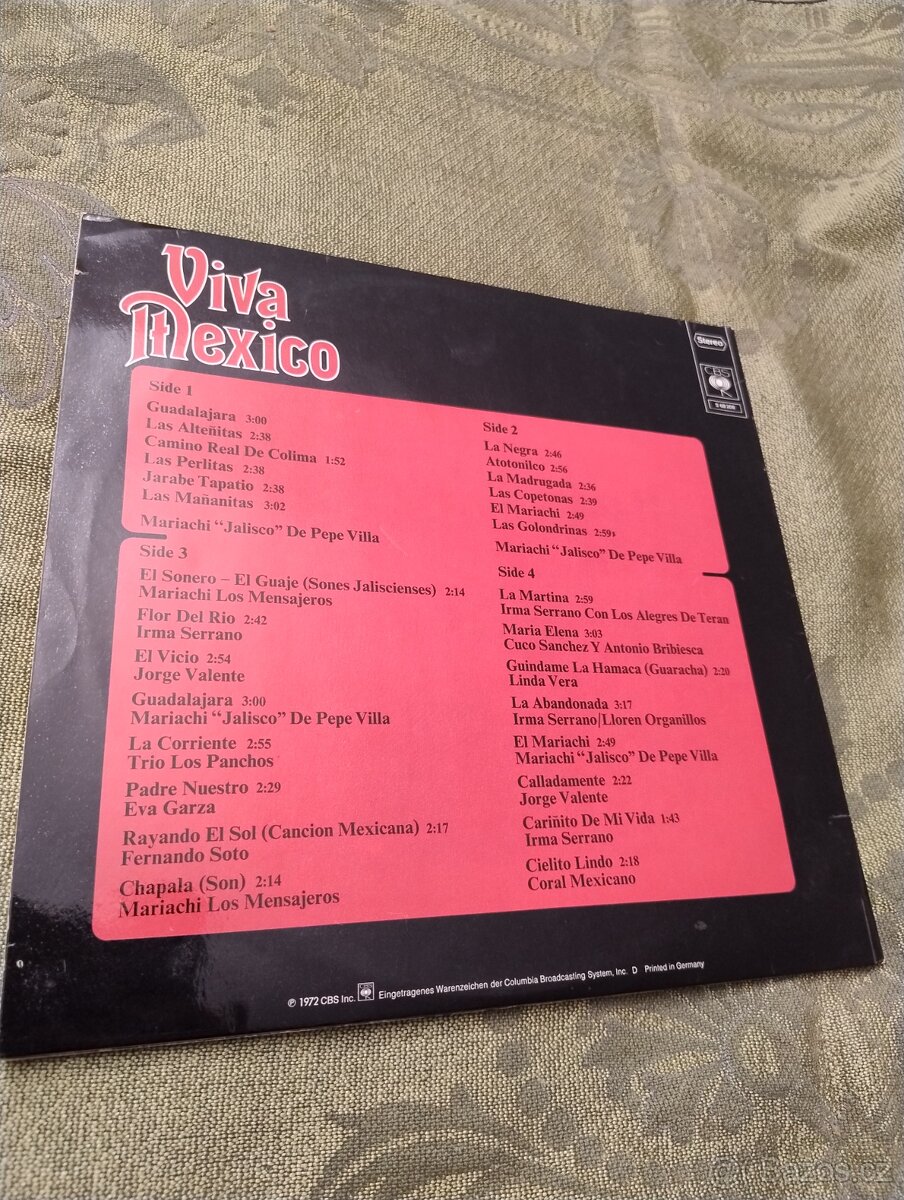 Viva
Mexico
Stereo
CBS
Side 1
Guadalajara 3:00
Las Alteñitas 2:38
Camino Real De Colima 1:52
Las Perlitas 2:38
Jarabe Tapatio 2:38
Las Mañanitas 3:02
Mariachi “Jalisco” De Pepe Villa
Side 2
La Negra 2:46
Atotonilco 2:56
La Madrugada 2:36
Las Copetonas 2:39
El Mariachi 2:49
Las Golondrinas 2:59
Mariachi “Jalisco” De Pepe Villa
Side 3
El Sonero – El Guaje (Sones Jaliscienses) 2:14
Mariachi Los Mensajeros
Flor Del Rio 2:42
Irma Serrano
El Vicio 2:54
Jorge Valente
Guadalajara 3:00
Mariachi “Jalisco” De Pepe Villa
La Corriente 2:55
Trio Los Panchos
Padre Nuestro 2:29
Eva Garza
Rayando El Sol (Cancion Mexicana) 2:17
Fernando Soto
Chapala (Son) 2:14
Mariachi Los Mensajeros
Side 4
La Martina 2:59
Irma Serrano Con Los Alegres De Teran
Maria Elena 3:03
Cuco Sanchez Y Antonio Bribiesca
Guindame La Hamaca (Guaracha) 2:20
Linda Vera
La Abandonada 3:17
Irma Serrano/Lloren Organillos
El Mariachi 2:49
Mariachi “Jalisco” De Pepe Villa
Calladamente 2:22
Jorge Valente
Cariñito De Mi Vida 1:43
Irma Serrano
Cielito Lindo 2:18
Coral Mexicano
℗ 1972 CBS Inc. Eingetragenes Warenzeichen der Columbia Broadcasting System, Inc. D Printed in Germany
Bazos.cz